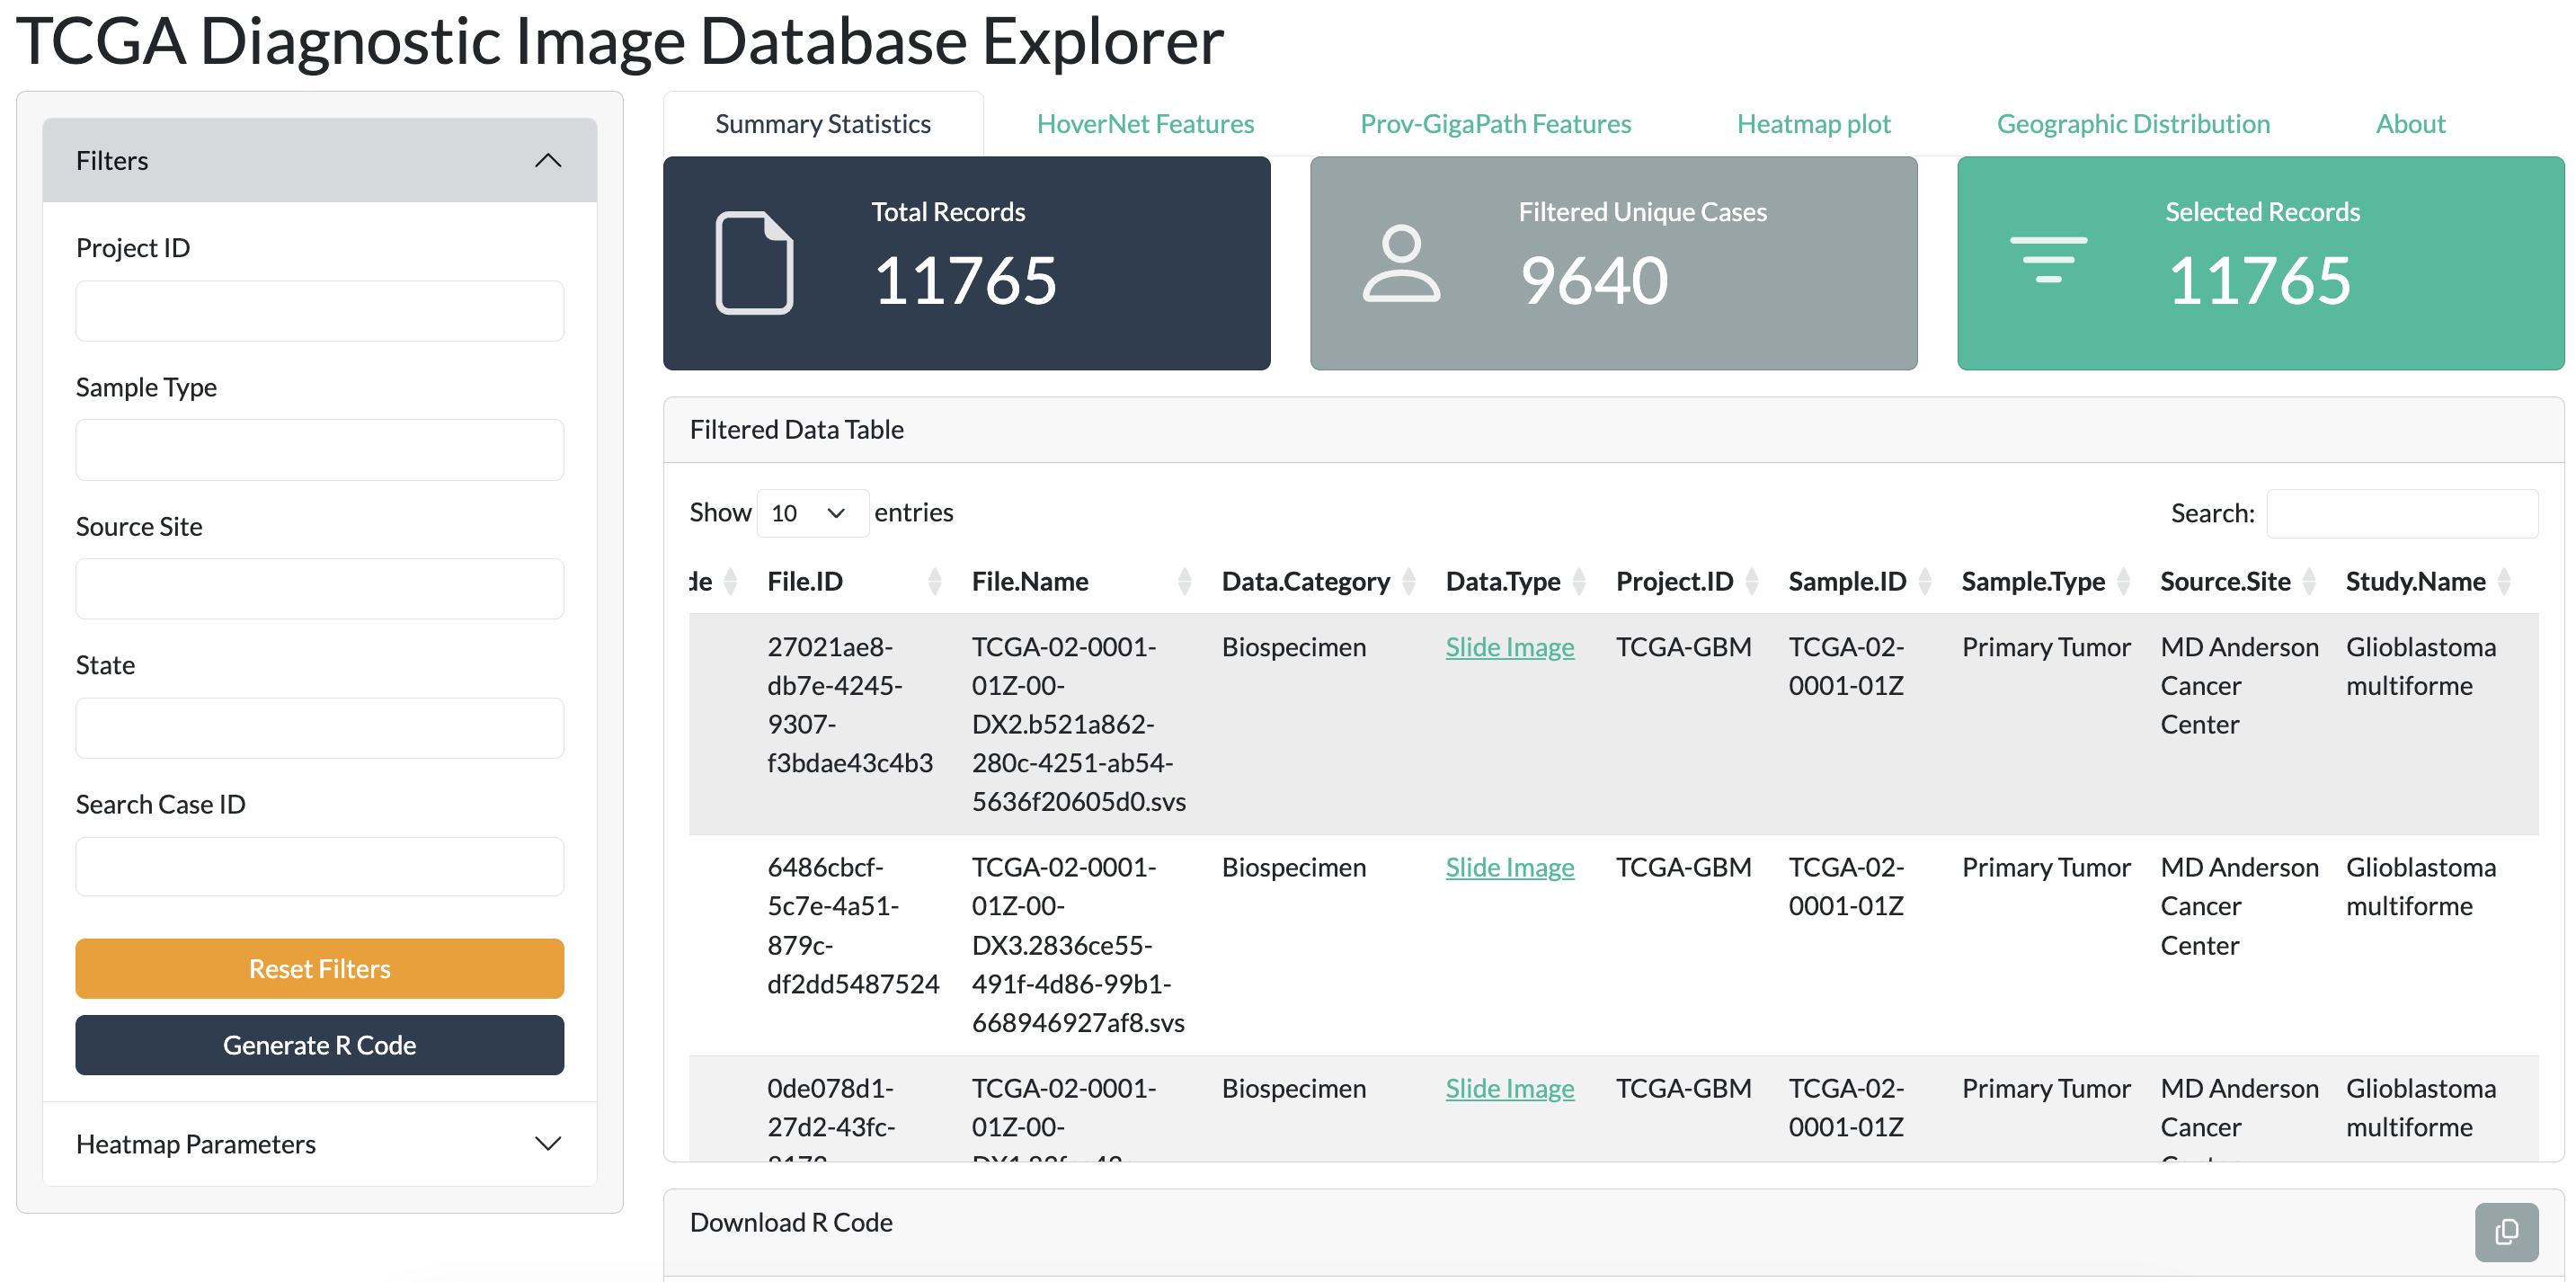 TCGA Diagnostic Image Database Explorer
Filters
Project ID
Sample Type
Source Site
State
Search Case ID
Reset Filters
Generate R Code
Heatmap Parameters
Summary Statistics HoverNet Features Prov-GigaPath Features Heatmap plot Geographic Distribution About
Total Records
11765
Filtered Unique Cases
9640
Selected Records
11765
Filtered Data Table
Show 10 entries Search:
de File.ID File.Name Data.Category Data.Type Project.ID Sample.ID Sample.Type Source.Site Study.Name
27021ae8- TCGA-02-0001- Biospecimen Slide Image TCGA-GBM TCGA-02- Primary Tumor MD Anderson Glioblastoma
db7e-4245- 01Z-00- 0001-01Z Cancer multiforme
9307- DX2.b521a862- Center
f3bdae43c4b3 280c-4251-ab54-
5636f20605d0.svs
6486cbcf- TCGA-02-0001- Biospecimen Slide Image TCGA-GBM TCGA-02- Primary Tumor MD Anderson Glioblastoma
5c7e-4a51- 01Z-00- 0001-01Z Cancer multiforme
879c- DX3.2836ce55- Center
df2dd5487524 491f-4d86-99b1-
668946927af8.svs
0de078d1- TCGA-02-0001- Biospecimen Slide Image TCGA-GBM TCGA-02- Primary Tumor MD Anderson Glioblastoma
27d2-43fc- 01Z-00- 0001-01Z Cancer multiforme
Download R Code